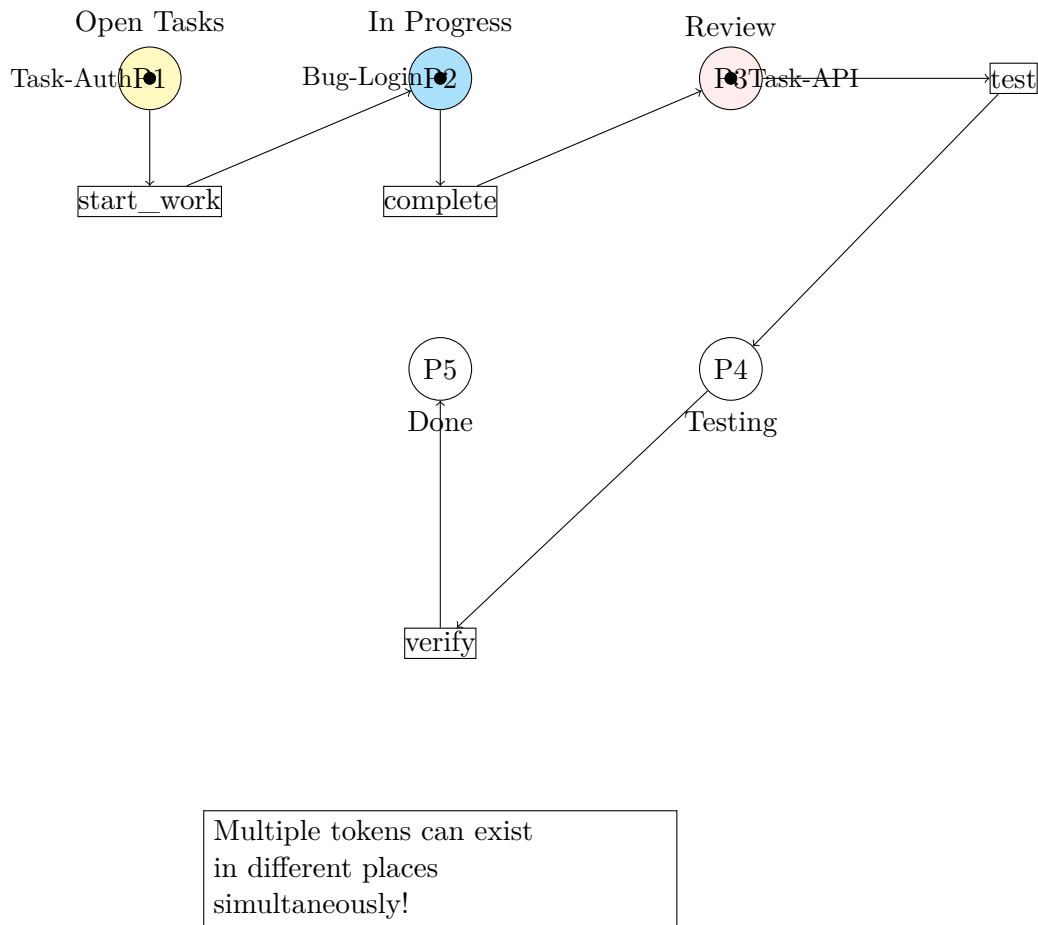 Open Tasks
In Progress
Review
Task-Auth
P1
Bug-Login
P2
P3
Task-API
test
start_work
complete
P5
P4
Done
Testing
verify
Multiple tokens can exist
in different places
simultaneously!